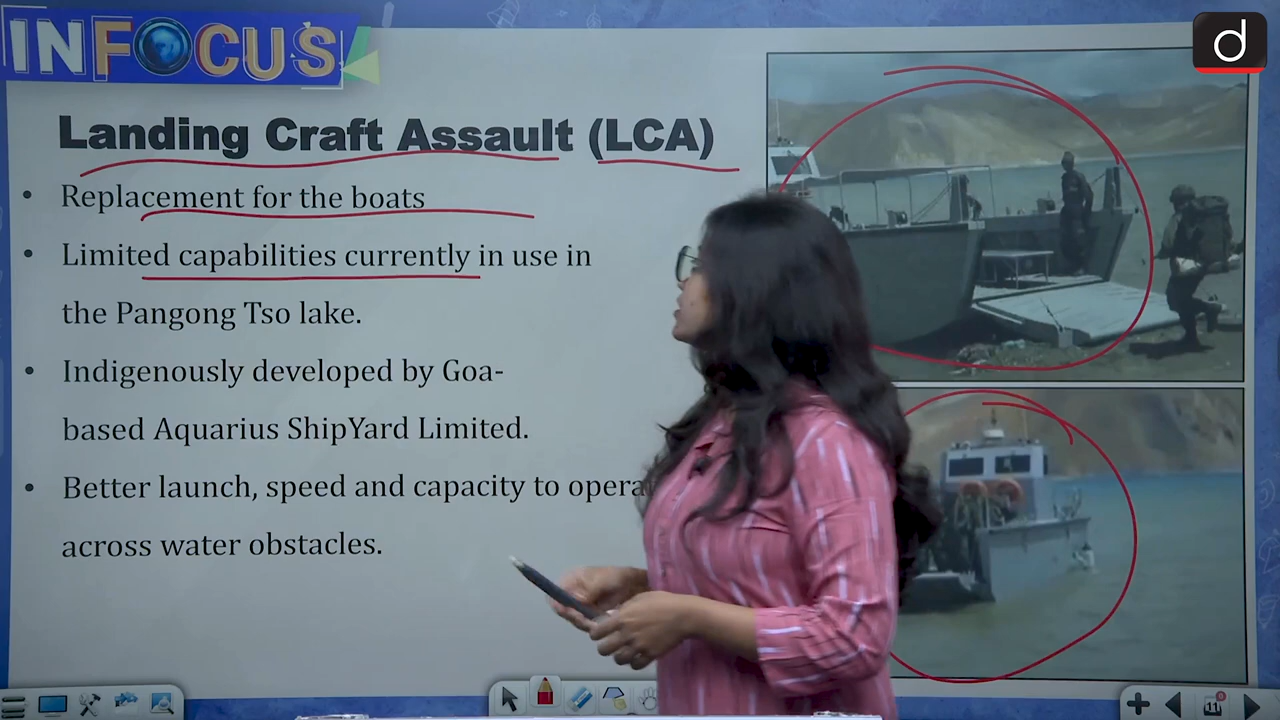 INFOCUS
d
Landing Craft Assault (LCA)
• Replacement for the boats
• Limited capabilities currently in use in
the Pangong Tso lake.
• Indigenously developed by Goa-
based Aquarius ShipYard Limited.
• Better launch, speed and capacity to
across water obstacles.
11